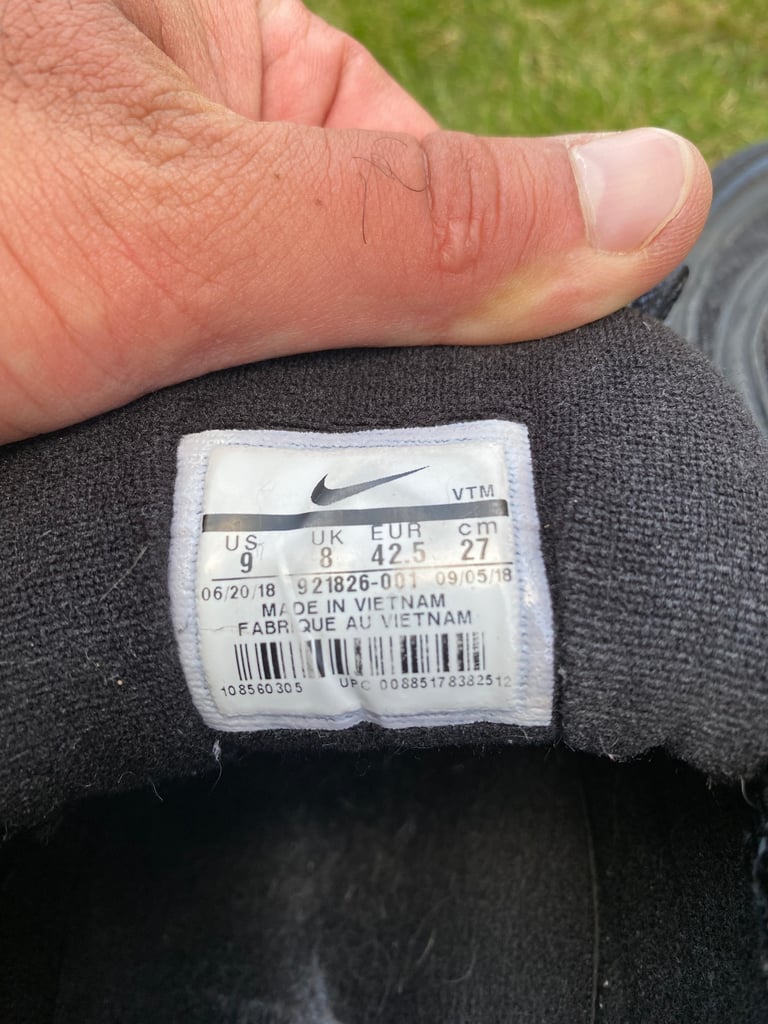 VTM
US UK EUR cm
9 8 42.5 27
06/20/18 921826-001 09/05/18
MADE IN VIETNAM
FABRIQUE AU VIETNAM
108560305 UPC 00885178382512